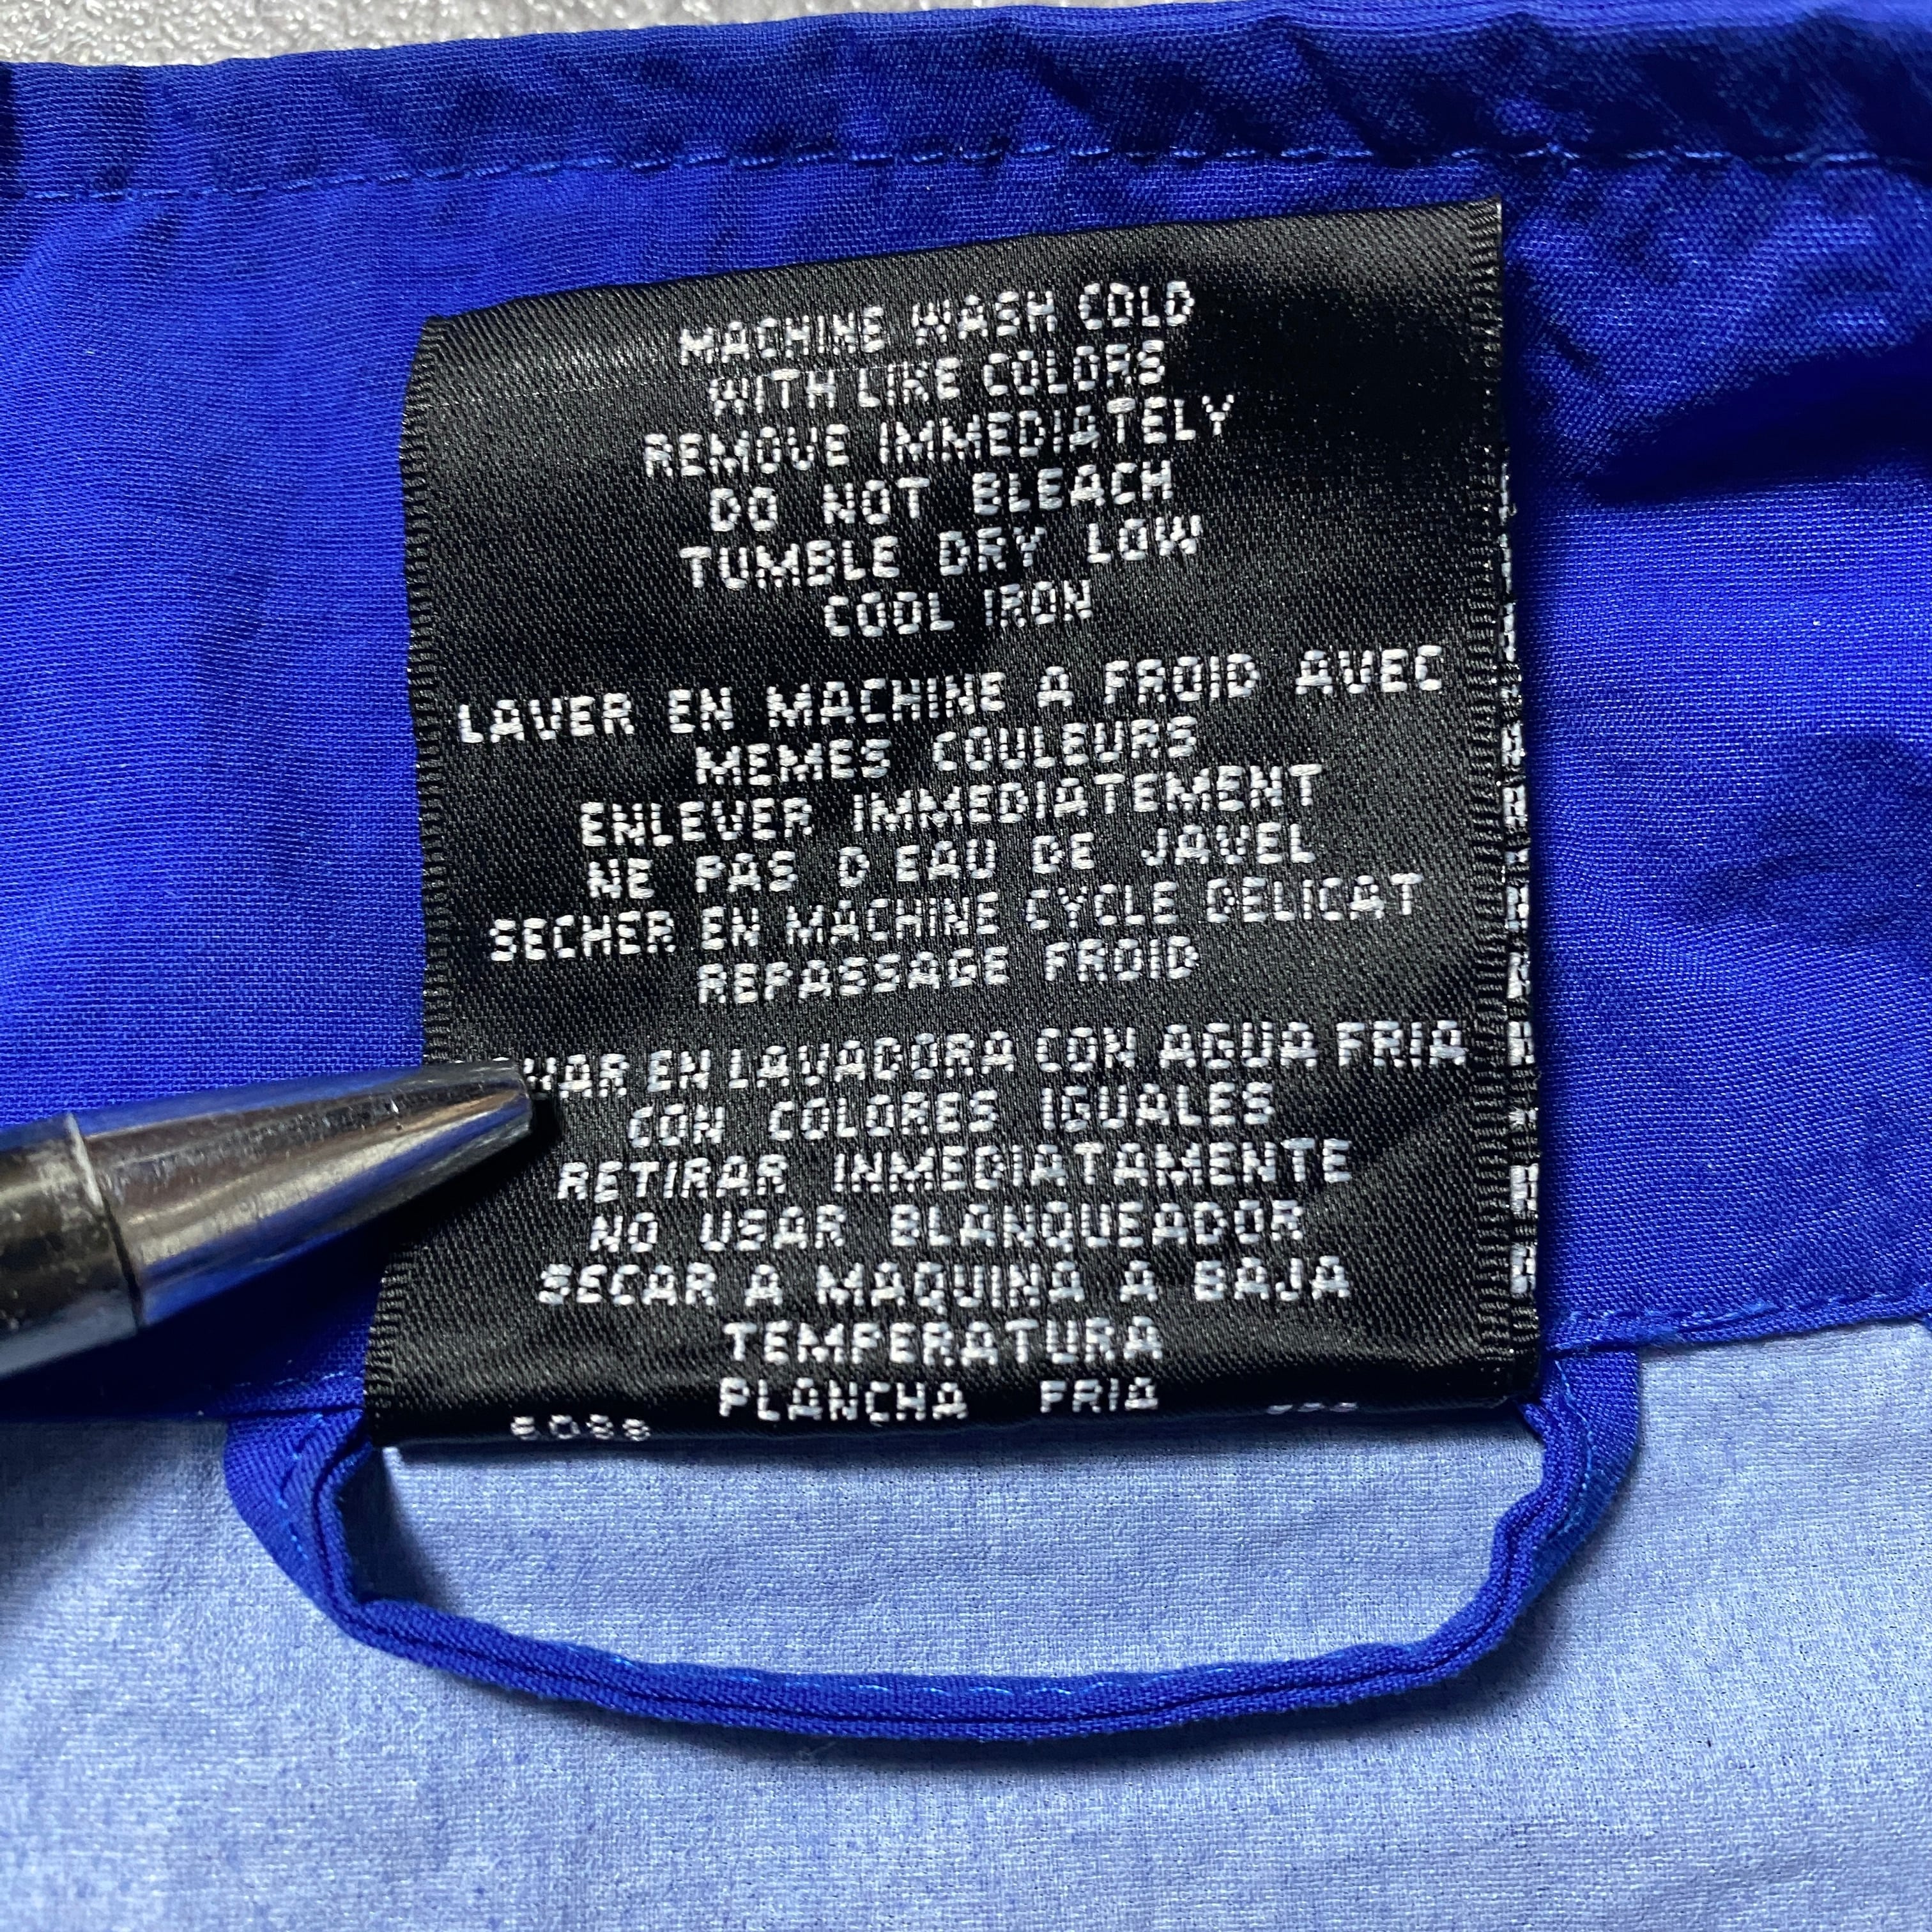 MACHINE WASH COLD
WITH LIKE COLORS
REMOVE IMMEDIATELY
DO NOT BLEACH
TUMBLE DRY LOW
COOL IRON
LAVER EN MACHINE A FROID AVEC
MEMES COULEURS
ENLEVER IMMEDIATEMENT
NE PAS D EAU DE JAVEL
SECHER EN MACHINE CYCLE DELICAT
REPASSAGE FROID
EN LAVADORA CON AGUA FRIA
CON COLORES IGUALES
RETIRAR INMEDIATAMENTE
NO USAR BLANQUEADOR
SECAR A MAQUINA A BAJA
TEMPERATURA
PLANCHA FRIA